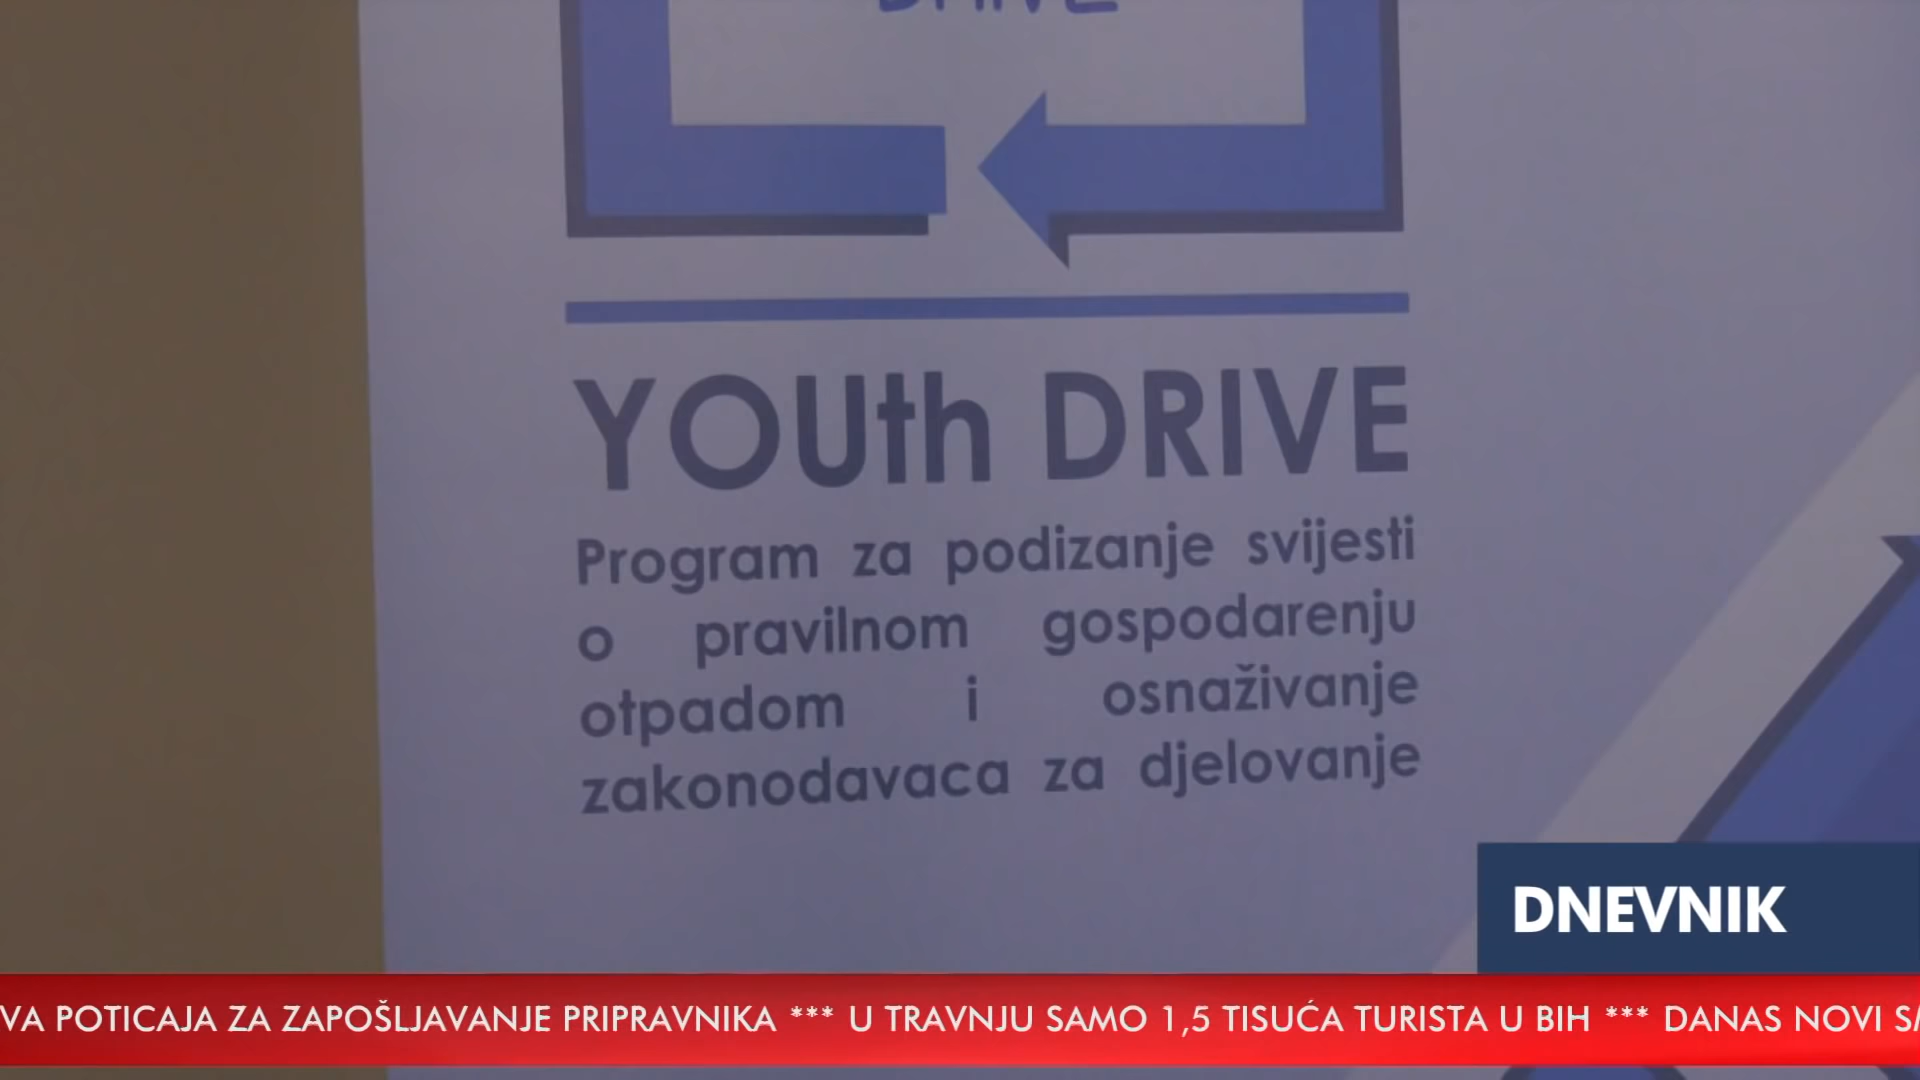 YOUth DRIVE
Program za podizanje svijesti
o pravilnom gospodarenju
otpadom i osnaživanje
zakonodavaca za djelovanje
DNEVNIK
VA POTICAJA ZA ZAPOŠLJAVANJE PRIPRAVNIKA *** U TRAVNJU SAMO 1,5 TISUĆA TURISTA U BIH *** DANAS NOVI